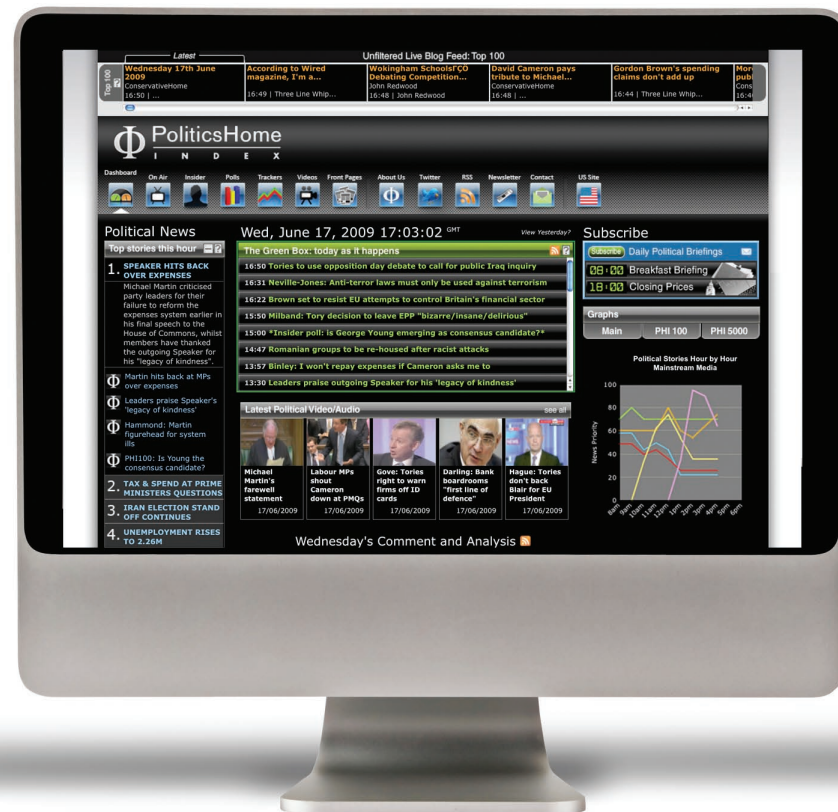 Latest
Unfiltered Live Blog Feed: Top 100
Top 100
Wednesday 17th June
2009
ConservativeHome
16:50 | ...
According to Wired
magazine, I'm a...
16:49 | Three Line Whip...
Wokingham SchoolsΓÇÖ
Debating Competition...
John Redwood
16:48 | John Redwood
David Cameron pays
tribute to Michael...
ConservativeHome
16:48 | ...
Gordon Brown's spending
claims don't add up
16:44 | Three Line Whip...
Φ PoliticsHome
INDEX
Dashboard On Air Insider Polls Trackers Videos Front Pages About Us Twitter RSS Newsletter Contact US Site
Political News
Top stories this hour
1. SPEAKER HITS BACK
OVER EXPENSES
Michael Martin criticised
party leaders for their
failure to reform the
expenses system earlier in
his final speech to the
House of Commons, whilst
members have thanked
the outgoing Speaker for
his "legacy of kindness".
Φ Martin hits back at MPs
over expenses
Φ Leaders praise Speaker's
'legacy of kindness'
Φ Hammond: Martin
figurehead for system
ills
Φ PHI100: Is Young the
consensus candidate?
2. TAX & SPEND AT PRIME
MINISTERS QUESTIONS
3. IRAN ELECTION STAND
OFF CONTINUES
4. UNEMPLOYMENT RISES
TO 2.26M
Wed, June 17, 2009 17:03:02 GMT
View Yesterday?
The Green Box: today as it happens
16:50 Tories to use opposition day debate to call for public Iraq inquiry
16:31 Neville-Jones: Anti-terror laws must only be used against terrorism
16:22 Brown set to resist EU attempts to control Britain's financial sector
15:50 Milband: Tory decision to leave EPP "bizarre/insane/delirious"
15:00 *Insider poll: is George Young emerging as consensus candidate?*
14:47 Romanian groups to be re-housed after racist attacks
13:57 Binley: I won't repay expenses if Cameron asks me to
13:30 Leaders praise outgoing Speaker for his 'legacy of kindness'
Latest Political Video/Audio see all
Michael
Martin's
farewell
statement
17/06/2009
Labour MPs
shout
Cameron
down at PMQs
17/06/2009
Gove: Tories
right to warn
firms off ID
cards
17/06/2009
Darling: Bank
boardrooms
"first line of
defence"
17/06/2009
Hague: Tories
don't back
Blair for EU
President
17/06/2009
Wednesday's Comment and Analysis
Subscribe
Subscribe Daily Political Briefings
08:00 Breakfast Briefing
18:00 Closing Prices
Graphs
Main PHI 100 PHI 5000
Political Stories Hour by Hour
Mainstream Media
News Priority
100
80
60
40
20
0
8am 9am 10am 11am 12pm 1pm 2pm 3pm 4pm 5pm 6pm